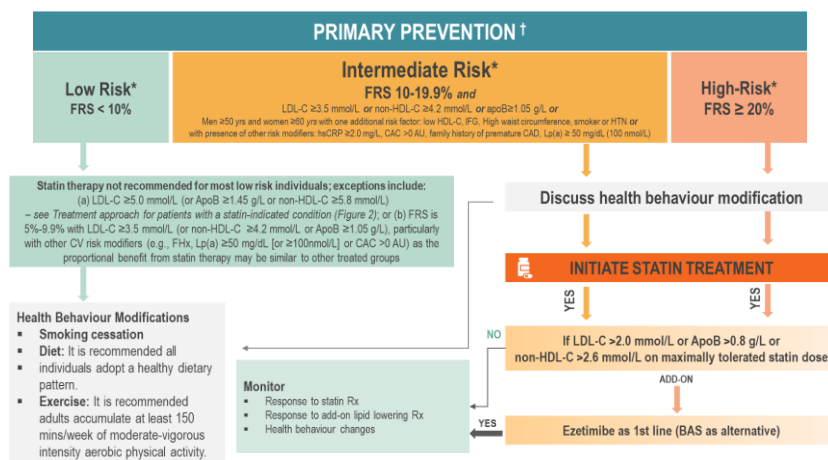 PRIMARY PREVENTION †
Low Risk*
FRS < 10%
Intermediate Risk*
FRS 10-19.9% and
LDL-C ≥3.5 mmol/L or non-HDL-C ≥4.2 mmol/L or apoB≥1.05 g/L or
Men ≥50 yrs and women ≥60 yrs with one additional risk factor: low HDL-C, IFG, High waist circumference, smoker or HTN or
with presence of other risk modifiers: hsCRP ≥2.0 mg/L, CAC >0 AU, family history of premature CAD, Lp(a) ≥ 50 mg/dL (100 nmol/L)
High-Risk*
FRS ≥ 20%
Statin therapy not recommended for most low risk individuals; exceptions include:
(a) LDL-C ≥5.0 mmol/L (or ApoB ≥1.45 g/L or non-HDL-C ≥5.8 mmol/L)
– see Treatment approach for patients with a statin-indicated condition (Figure 2); or (b) FRS is
5%-9.9% with LDL-C ≥3.5 mmol/L (or non-HDL-C ≥4.2 mmol/L or ApoB ≥1.05 g/L), particularly
with other CV risk modifiers (e.g., FHx, Lp(a) ≥50 mg/dL [or ≥100nmol/L] or CAC >0 AU) as the
proportional benefit from statin therapy may be similar to other treated groups
Discuss health behaviour modification
INITIATE STATIN TREATMENT
YES
YES
Health Behaviour Modifications
▪ Smoking cessation
▪ Diet: It is recommended all
▪ individuals adopt a healthy dietary
pattern.
▪ Exercise: It is recommended
adults accumulate at least 150
mins/week of moderate-vigorous
intensity aerobic physical activity.
NO
If LDL-C >2.0 mmol/L or ApoB >0.8 g/L or
non-HDL-C >2.6 mmol/L on maximally tolerated statin dose
ADD-ON
Monitor
▪ Response to statin Rx
▪ Response to add-on lipid lowering Rx
▪ Health behaviour changes
YES
Ezetimibe as 1st line (BAS as alternative)